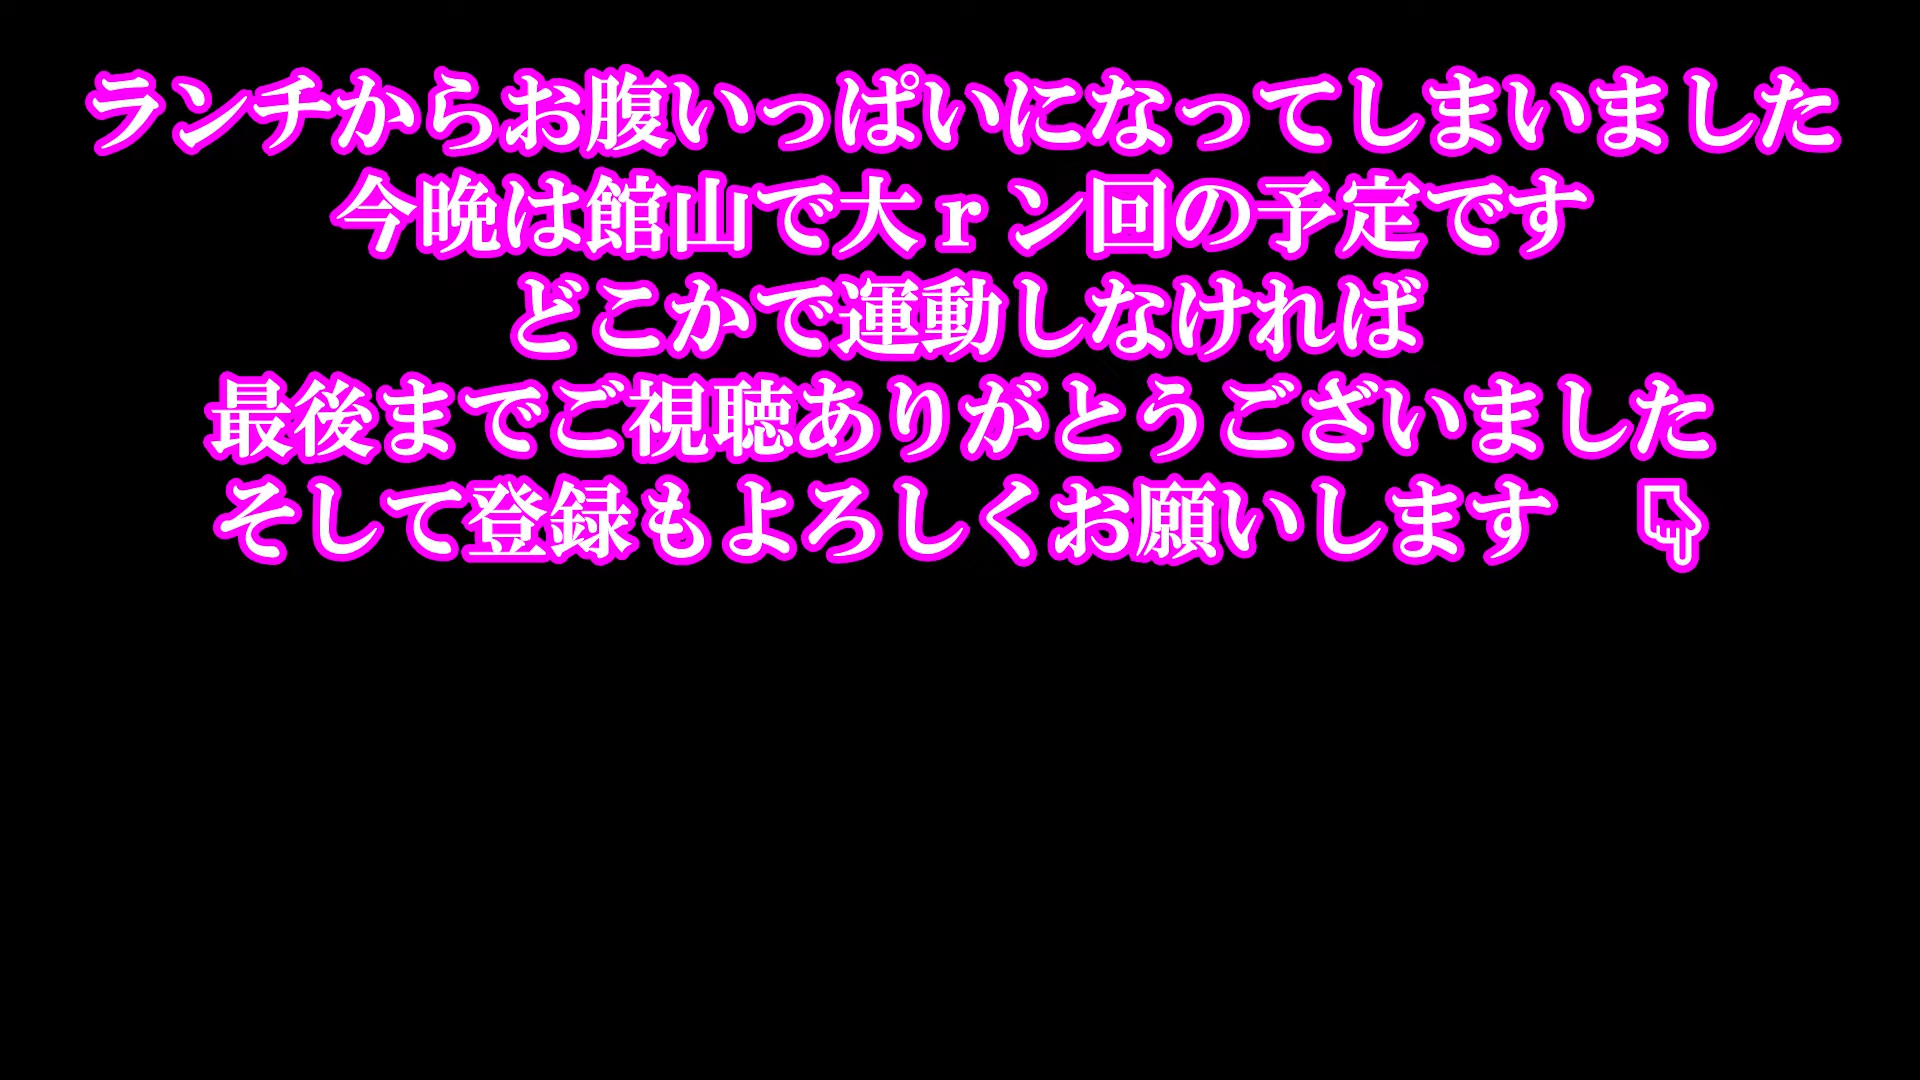 ランチからお腹いっぱいになってしまいました
今晩は館山で大ｒン回の予定です
どこかで運動しなければ
最後までご視聴ありがとうございました
そして登録もよろしくお願いします　👇